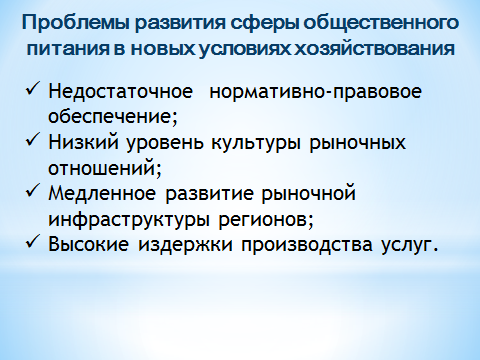 Проблемы развития сферы общественного
питания в новых условиях хозяйствования
✓ Недостаточное нормативно-правовое
обеспечение;
✓ Низкий уровень культуры рыночных
отношений;
✓ Медленное развитие рыночной
инфраструктуры регионов;
✓ Высокие издержки производства услуг.